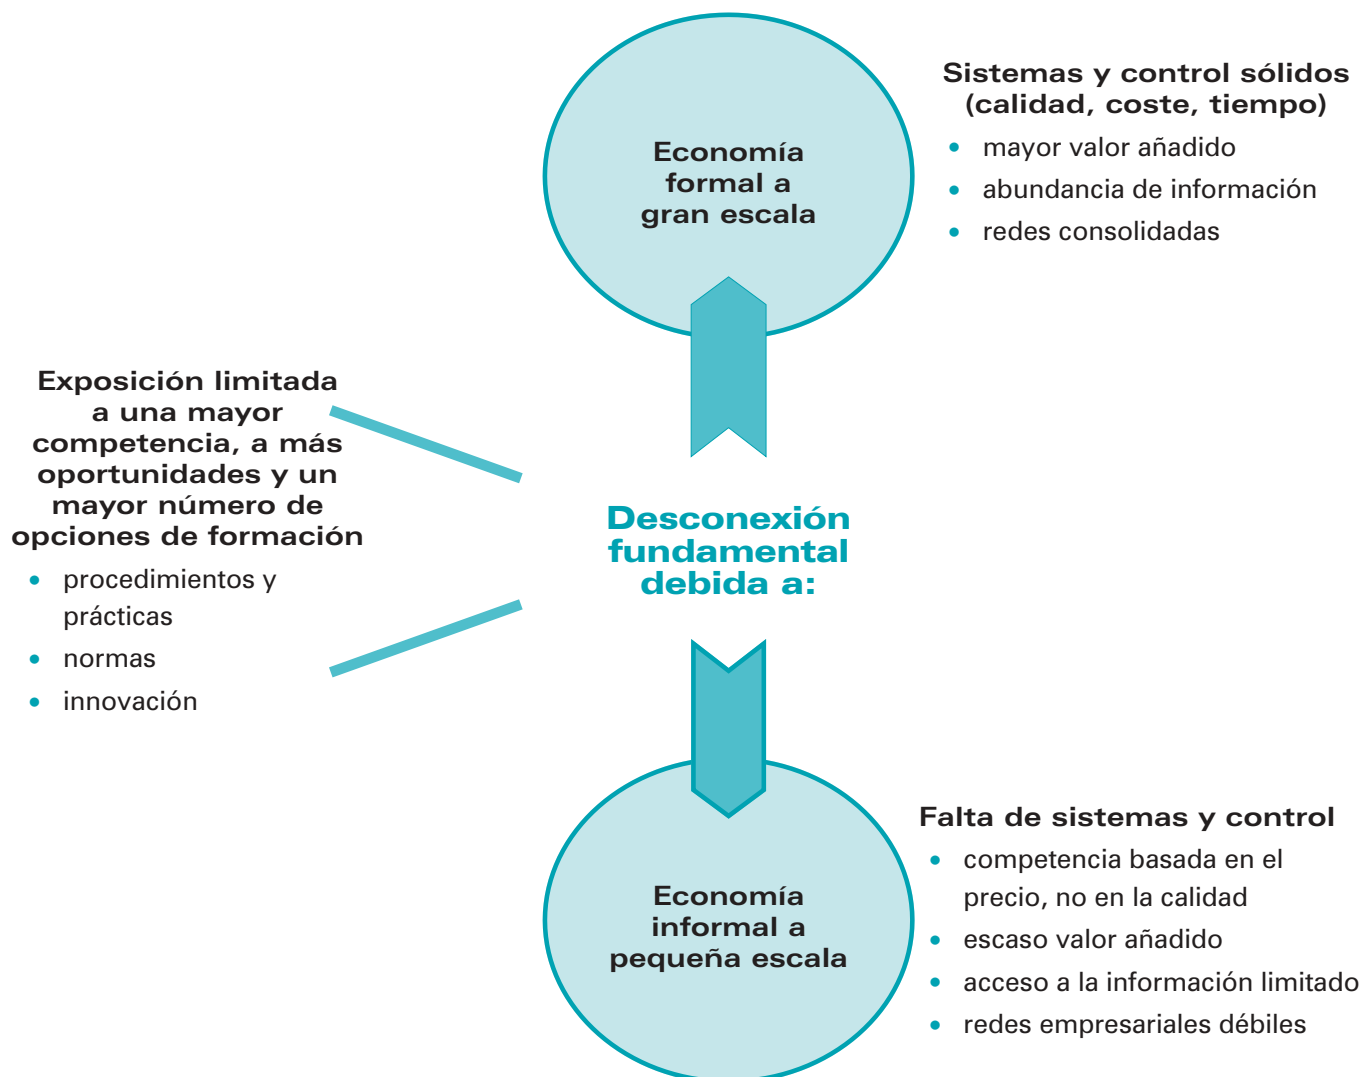 Economía
formal a
gran escala
Sistemas y control sólidos
(calidad, coste, tiempo)
• mayor valor añadido
• abundancia de información
• redes consolidadas
Exposición limitada
a una mayor
competencia, a más
oportunidades y un
mayor número de
opciones de formación
• procedimientos y
prácticas
• normas
• innovación
Desconexión
fundamental
debida a:
Economía
informal a
pequeña escala
Falta de sistemas y control
• competencia basada en el
precio, no en la calidad
• escaso valor añadido
• acceso a la información limitado
• redes empresariales débiles